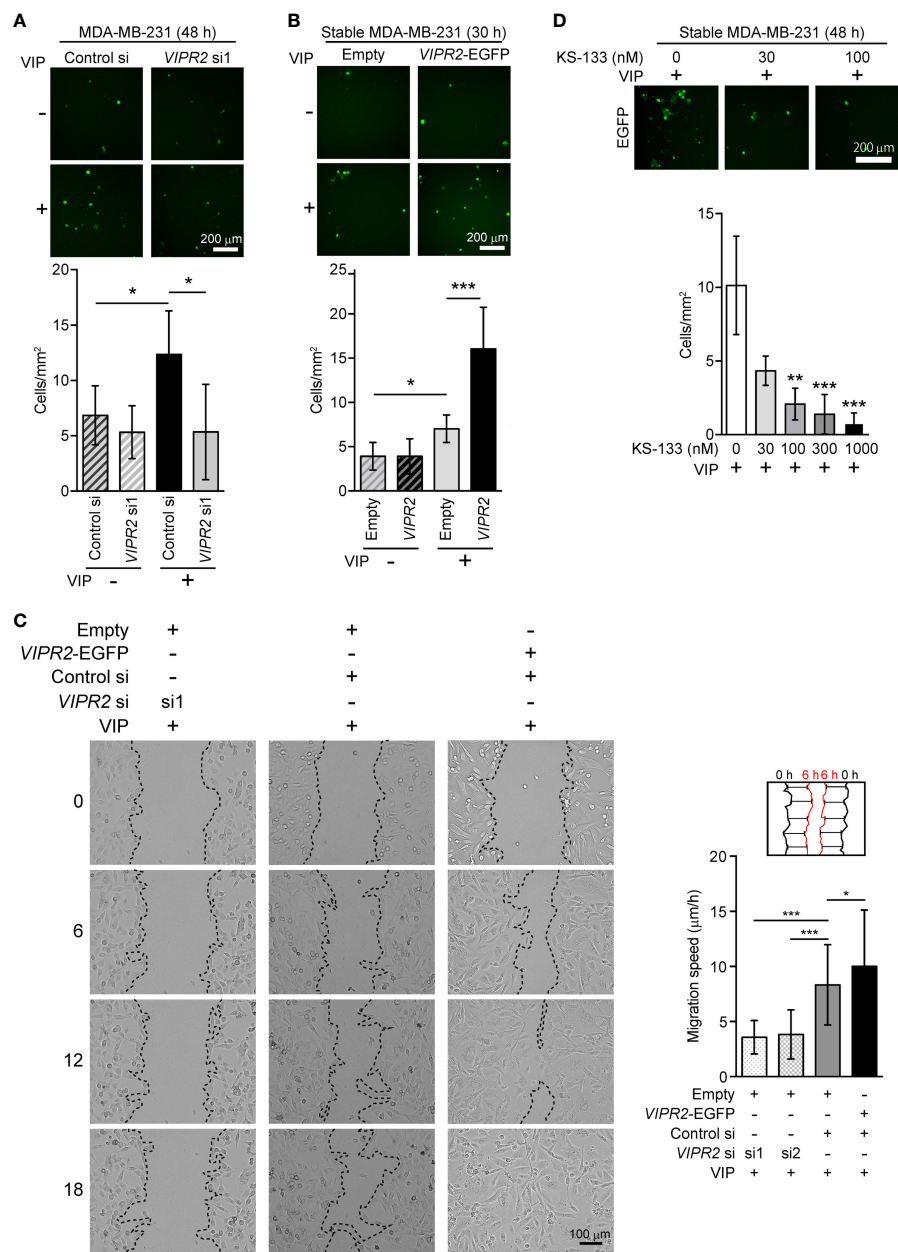 A
MDA-MB-231 (48 h)
VIP Control si VIPR2 si1
-
+
200 μm
20
15
10
5
0
Cells/mm2
*
*
Control si
VIPR2 si1
Control si
VIPR2 si1
VIP - +
B
Stable MDA-MB-231 (30 h)
VIP Empty VIPR2-EGFP
-
+
200 μm
25
20
15
10
5
0
Cells/mm2
***
*
Empty
VIPR2
Empty
VIPR2
VIP - +
D
Stable MDA-MB-231 (48 h)
KS-133 (nM) 0 30 100
VIP + + +
EGFP
200 μm
15
10
5
0
Cells/mm2
**
***
***
KS-133 (nM) 0 30 100 300 1000
VIP + + + + +
C
Empty + + -
VIPR2-EGFP - - +
Control si - + +
VIPR2 si si1 - -
VIP + + +
0
6
12
18
100 μm
0 h 6 h 6 h 0 h
20
15
10
5
0
Migration speed (μm/h)
*
***
***
Empty + + + -
VIPR2-EGFP - - - +
Control si - - + +
VIPR2 si si1 si2 - -
VIP + + + +